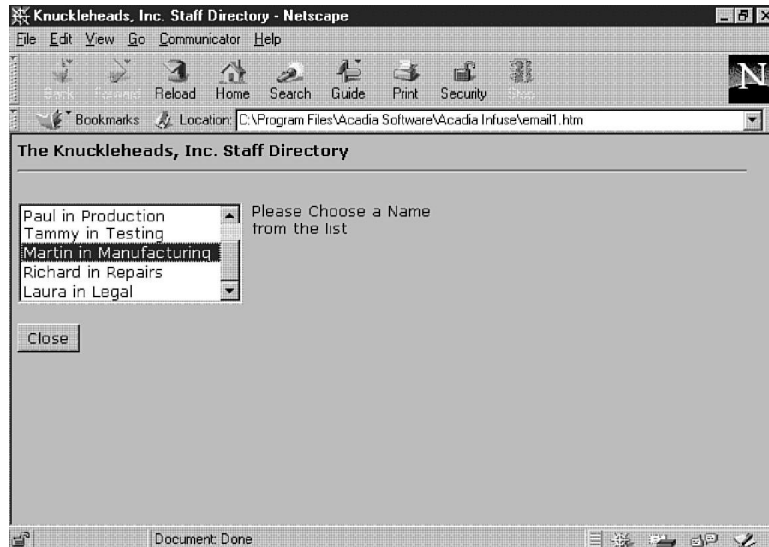 Knuckleheads, Inc. Staff Directory - Netscape
File Edit View Go Communicator Help
Back Forward Reload Home Search Guide Print Security Stop
Bookmarks Location: C:\Program Files\Acadia Software\Acadia Infuse\email1.htm
N
The Knuckleheads, Inc. Staff Directory
Paul in Production
Tammy in Testing
Martin in Manufacturing
Richard in Repairs
Laura in Legal
Please Choose a Name
from the list
Close
Document: Done